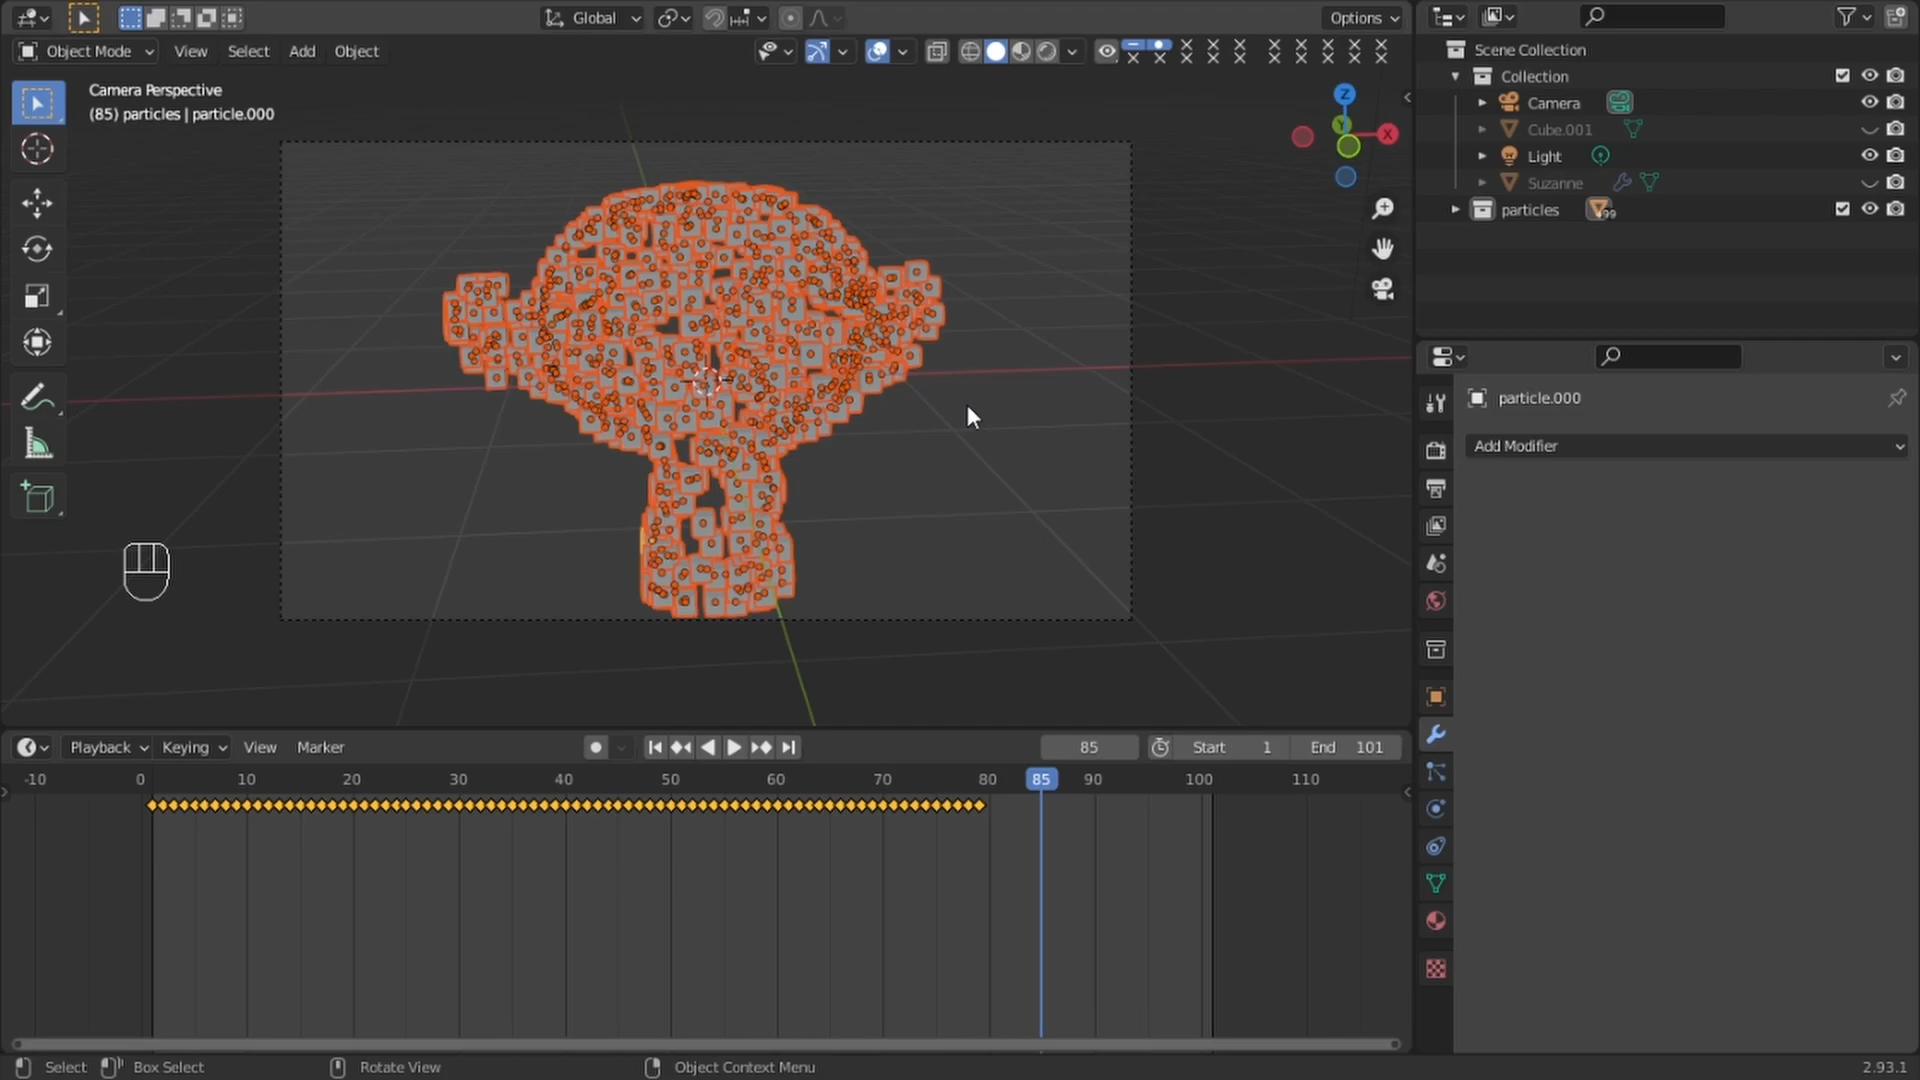 Global
Options
Object Mode
View
Select
Add
Object
Camera Perspective
(85) particles | particle.000
Z
Y
X
Scene Collection
Collection
Camera
Cube.001
Light
Suzanne
particles
99
particle.000
Add Modifier
Playback
Keying
View
Marker
85
Start 1
End 101
-10 0 10 20 30 40 50 60 70 80 85 90 100 110
Select
Box Select
Rotate View
Object Context Menu
2.93.1